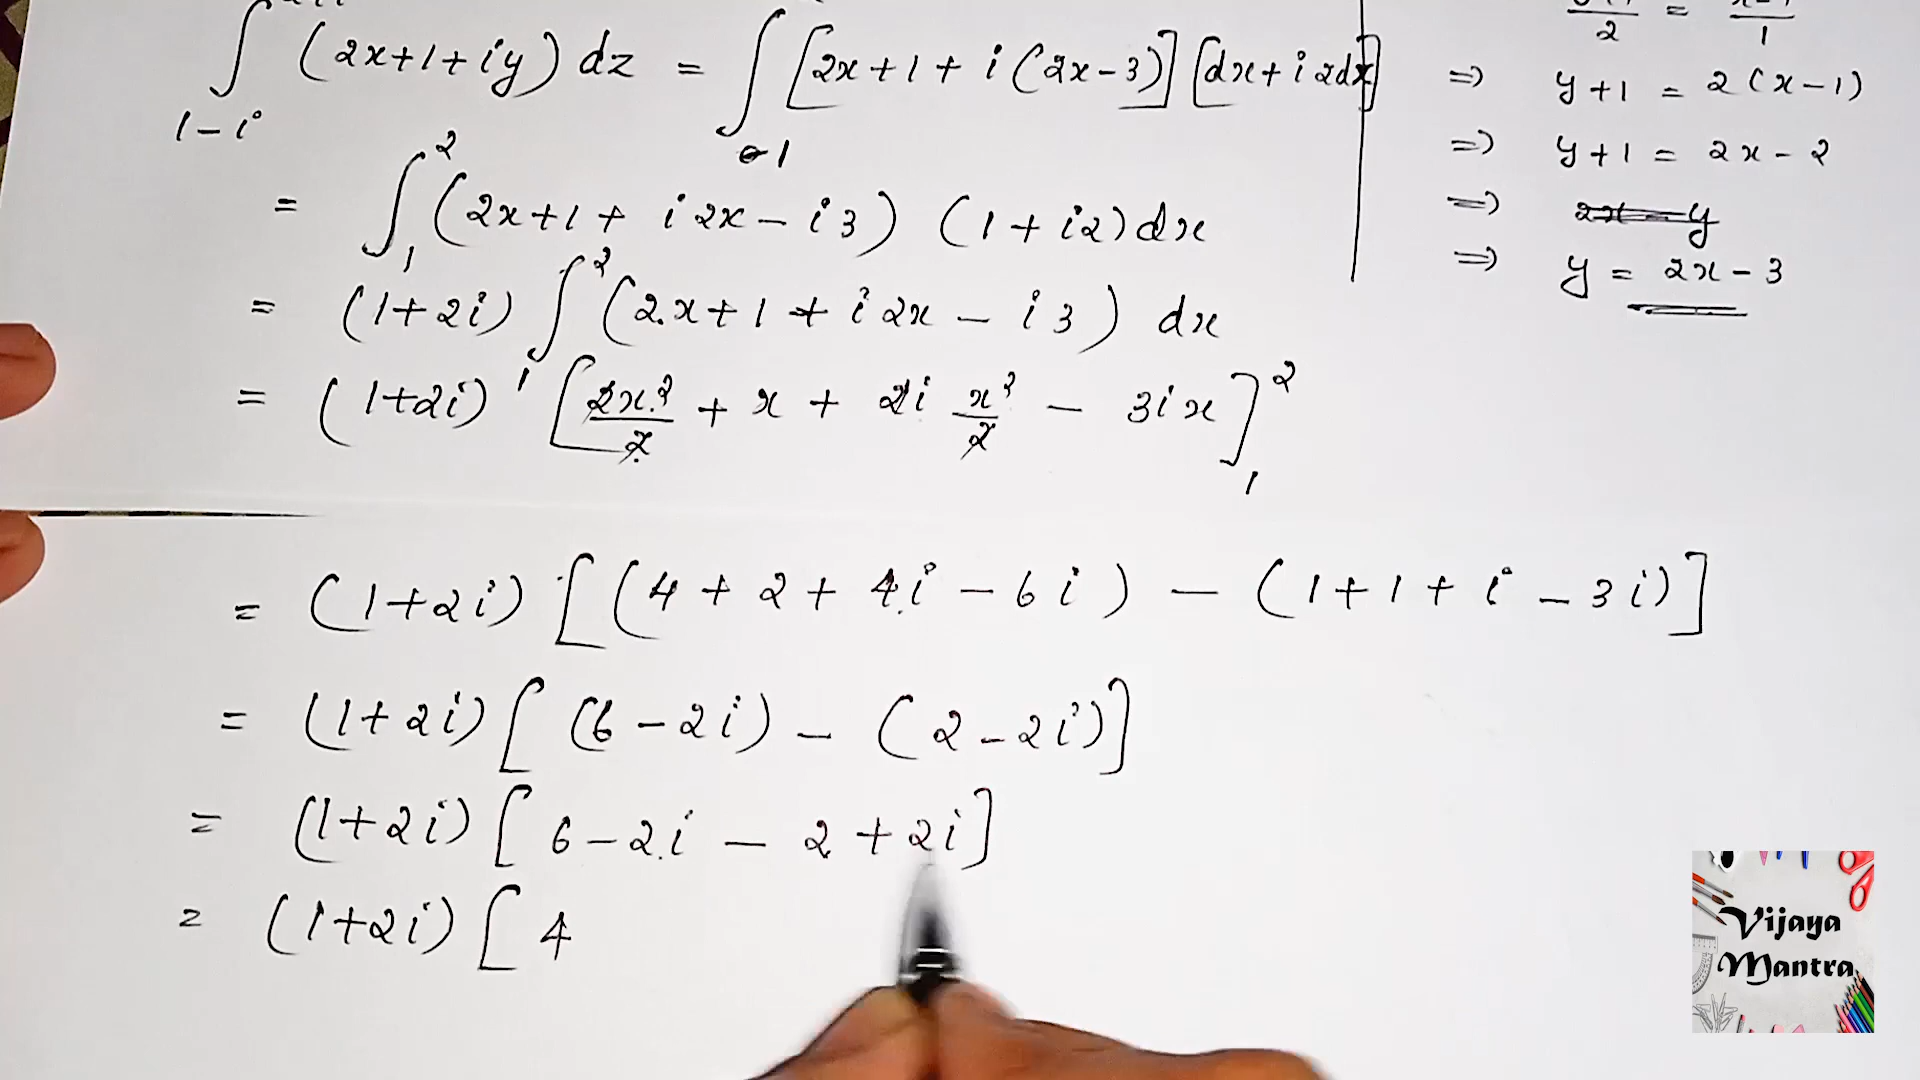 ∫ (2x+1+iy) dz = ∫ [2x+1+i(2x-3)] [dx+i2dx]
1-i 1
= ∫₁² (2x+1+ i2x-i3) (1+i2)dx
= (1+2i) ∫₁² (2x+1+i2x-i3) dx
= (1+2i) [2x²/2 + x + 2i x²/2 - 3ix]₁²
= (1+2i) [(4+2+4i-6i) - (1+1+i-3i)]
= (1+2i) [(6-2i) - (2-2i)]
= (1+2i) [6-2i-2+2i]
= (1+2i) [4
2 = 1
⇒ y+1 = 2(x-1)
⇒ y+1 = 2x-2
⇒
⇒ y = 2x-3
Vijaya
Mantra